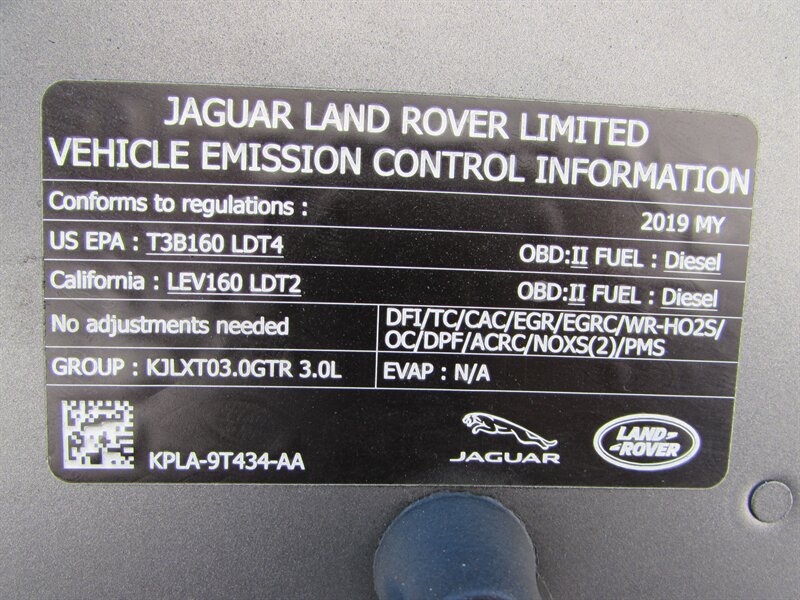 JAGUAR LAND ROVER LIMITED
VEHICLE EMISSION CONTROL INFORMATION
Conforms to regulations : 2019 MY
US EPA : T3B160 LDT4 OBD:II FUEL : Diesel
California : LEV160 LDT2 OBD:II FUEL : Diesel
No adjustments needed
DFI/TC/CAC/EGR/EGRC/WR-HO2S/
OC/DPF/ACRC/NOXS(2)/PMS
GROUP : KJLXT03.0GTR 3.0L EVAP : N/A
KPLA-9T434-AA
JAGUAR
LAND
ROVER